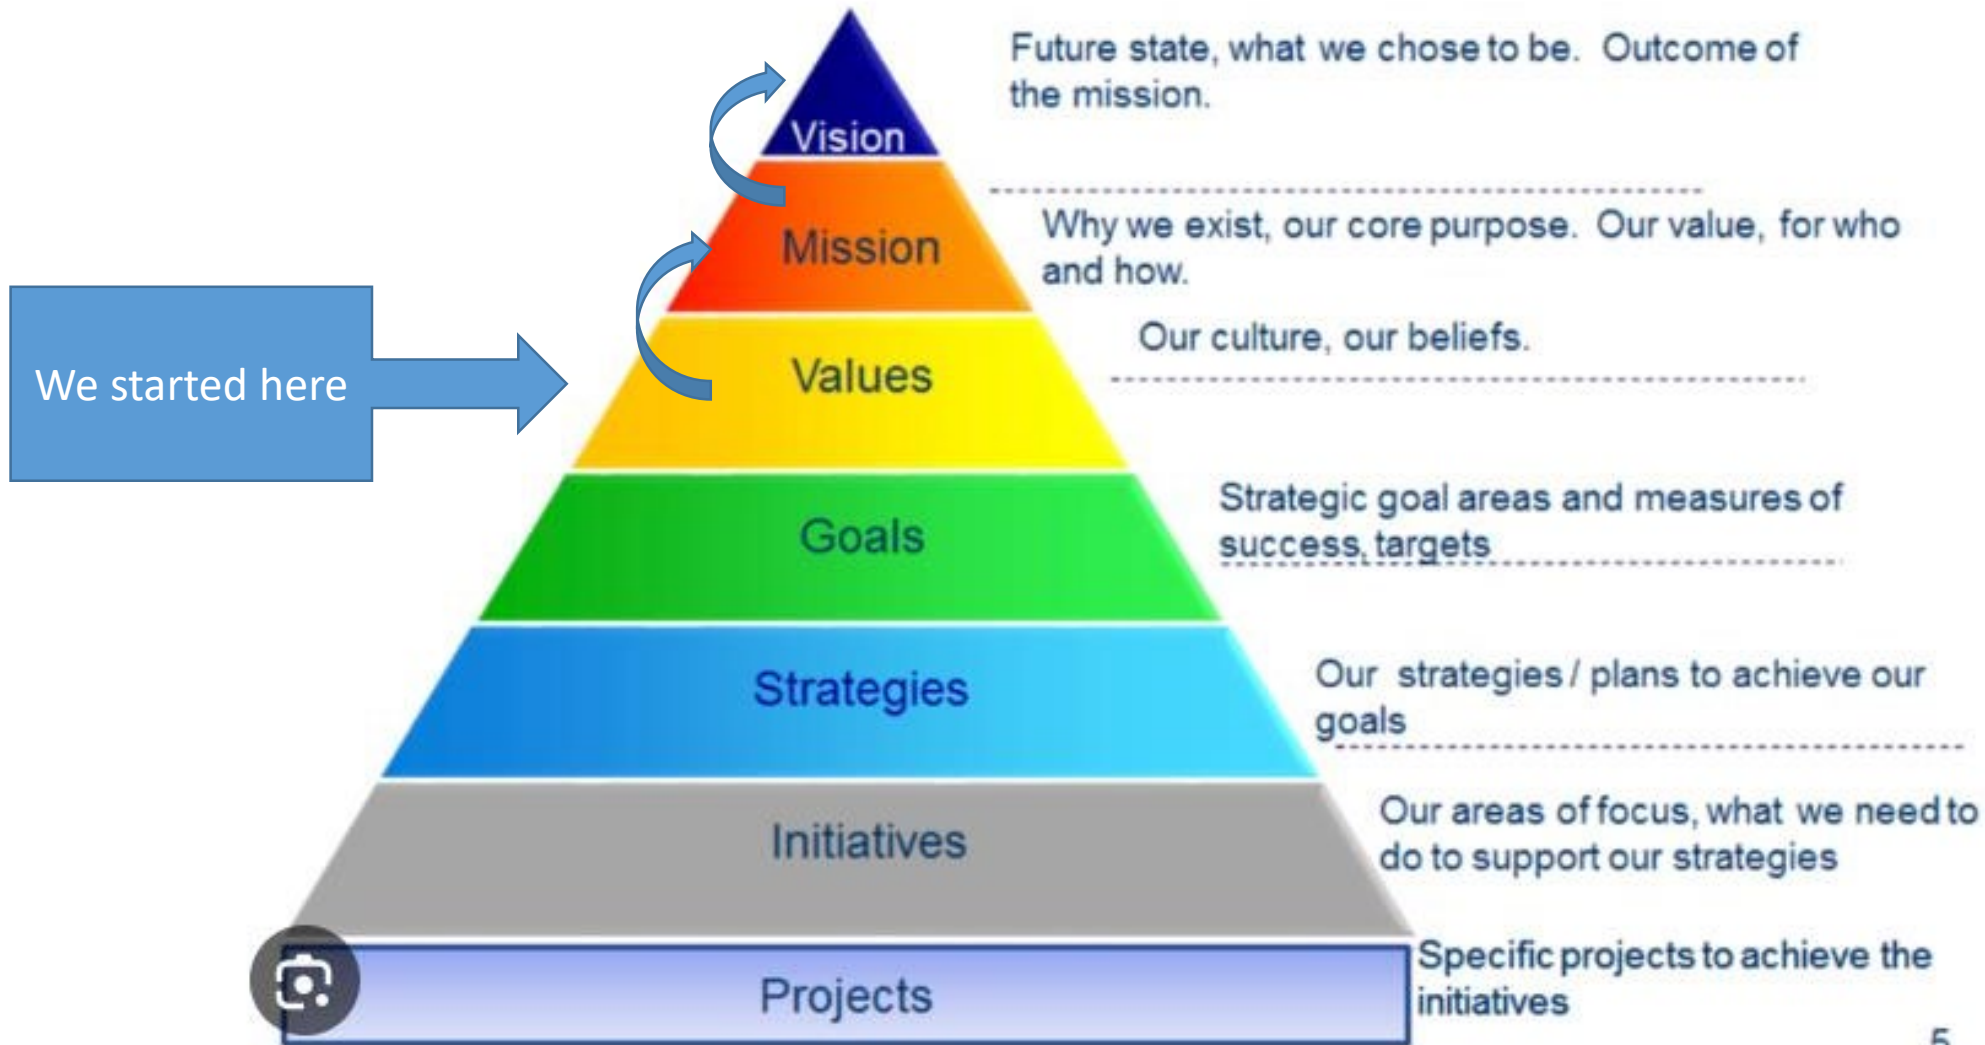 Future state, what we chose to be. Outcome of
the mission.
Vision
Why we exist, our core purpose. Our value, for who
and how.
Mission
Our culture, our beliefs.
We started here
Values
Strategic goal areas and measures of
success, targets
Goals
Our strategies / plans to achieve our
goals
Strategies
Our areas of focus, what we need to
do to support our strategies
Initiatives
Specific projects to achieve the
initiatives
Projects
5